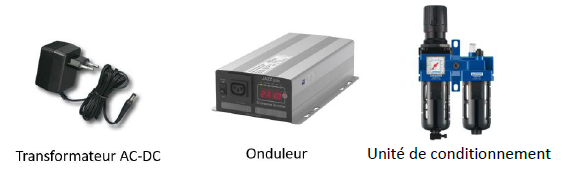 Transformateur AC-DC
Onduleur
Unité de conditionnement